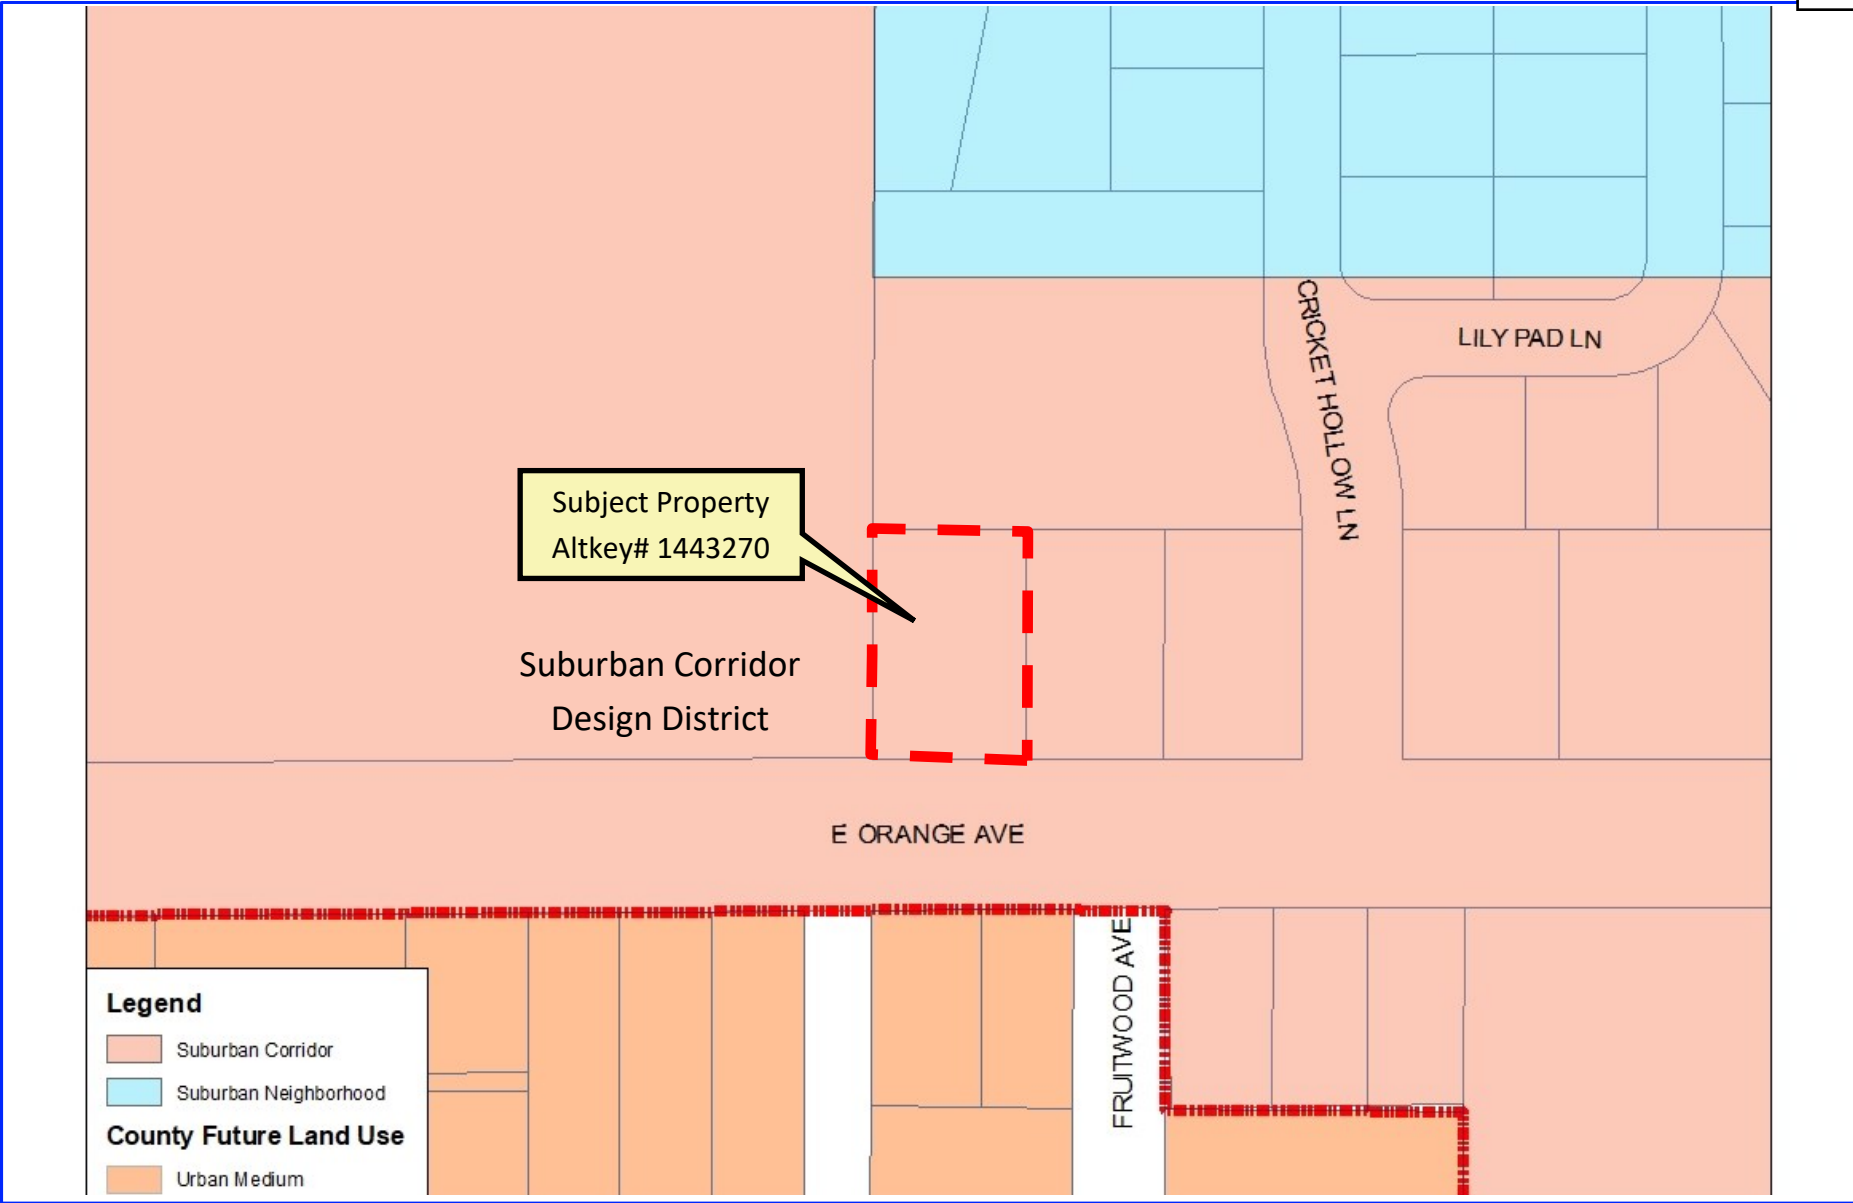 LILY PAD LN
CRICKET HOLLOW LN
Subject Property
Altkey# 1443270
Suburban Corridor
Design District
E ORANGE AVE
FRUITWOOD AVE
Legend
Suburban Corridor
Suburban Neighborhood
County Future Land Use
Urban Medium